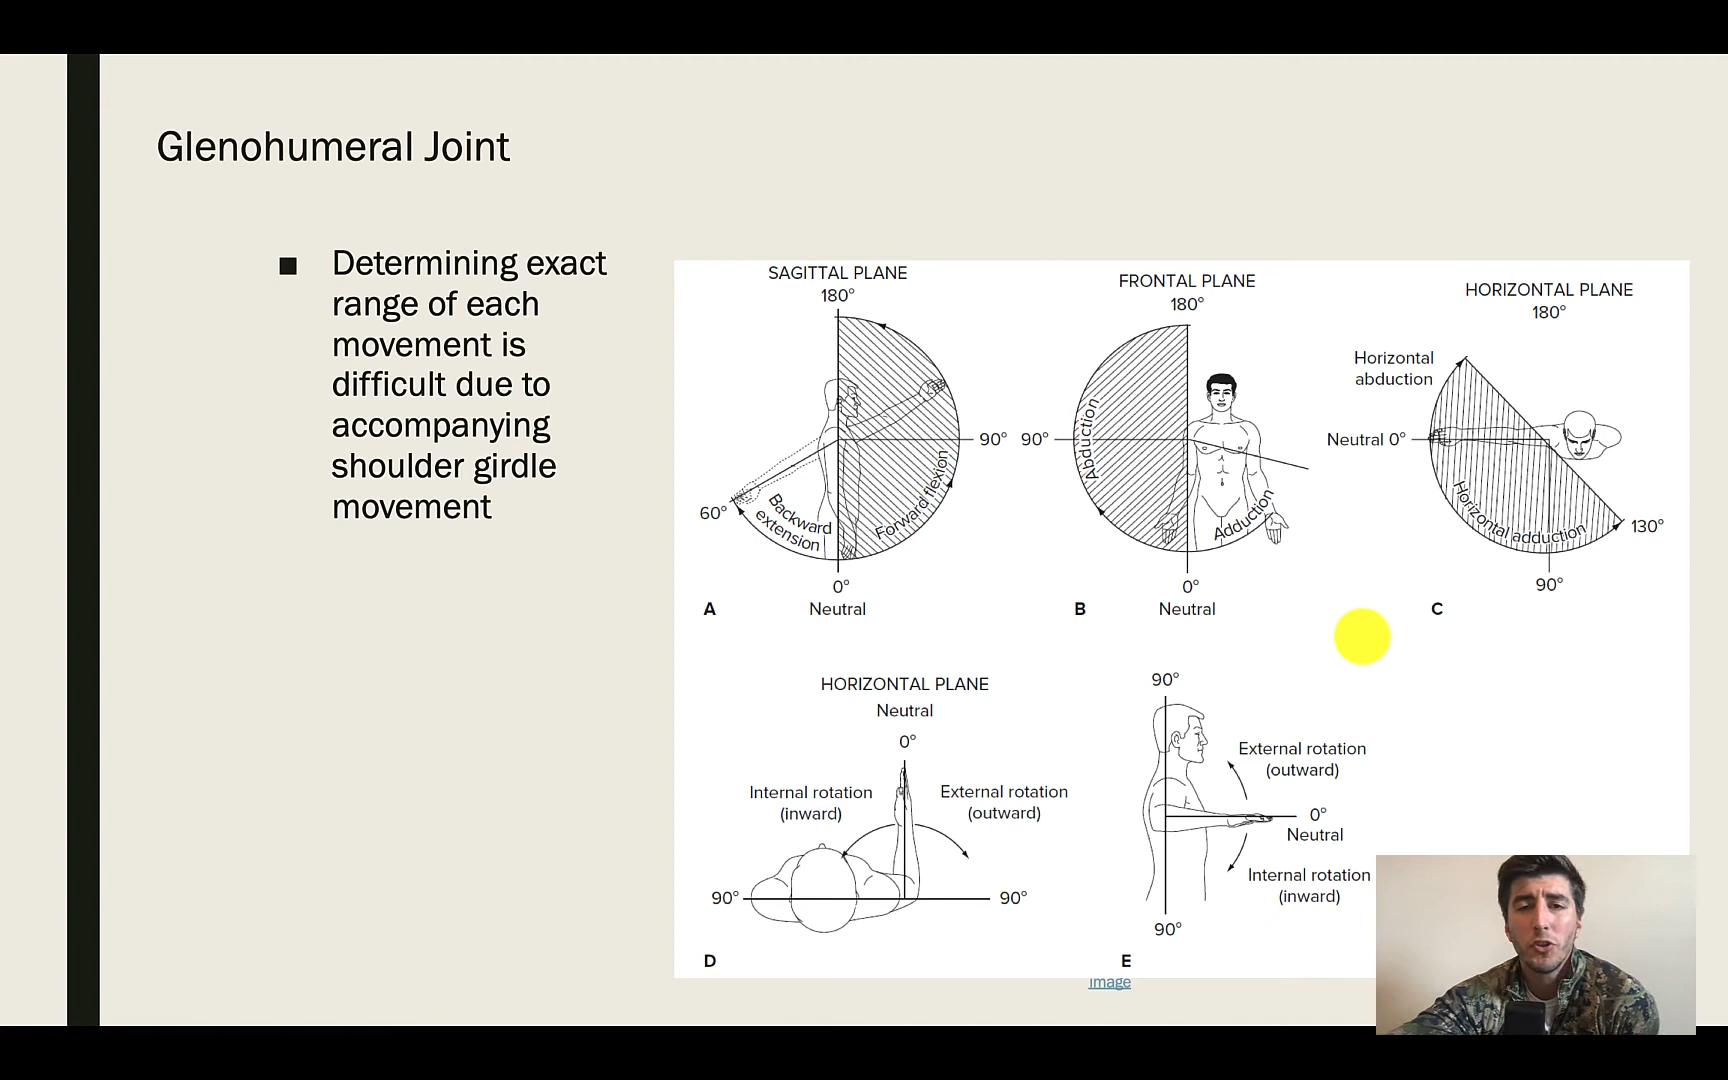 Glenohumeral Joint
■ Determining exact
range of each
movement is
difficult due to
accompanying
shoulder girdle
movement
SAGITTAL PLANE
180°
90°
60°
Backward
extension
Forward flexion
0°
Neutral
A
FRONTAL PLANE
180°
90°
Abduction
Adduction
0°
Neutral
B
HORIZONTAL PLANE
180°
Horizontal
abduction
Neutral 0°
Horizontal adduction
130°
90°
C
HORIZONTAL PLANE
Neutral
0°
Internal rotation
(inward)
External rotation
(outward)
90°
90°
D
90°
External rotation
(outward)
0°
Neutral
Internal rotation
(inward)
90°
E
image